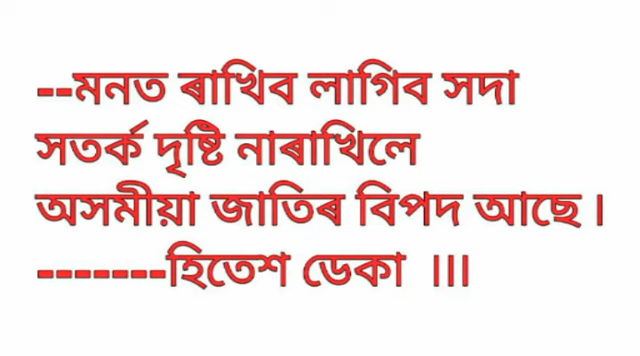 --মনত ৰাখিব লাগিব সদা
সতৰ্ক দৃষ্টি নাৰাখিলে
অসমীয়া জাতিৰ বিপদ আছে।
-------হিতেশ ডেকা ।।।